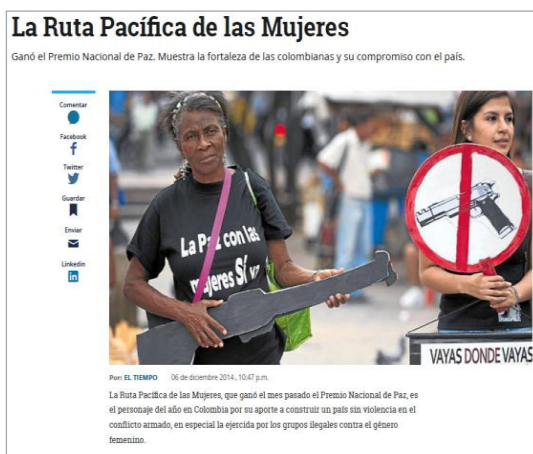 La Ruta Pacífica de las Mujeres
Ganó el Premio Nacional de Paz. Muestra la fortaleza de las colombianas y su compromiso con el país.
Comentar
Facebook
Twitter
Guardar
Enviar
Linkedin
in
La Paz con las
mujeres Sí va
VAYAS DONDE VAYAS
Por: EL TIEMPO 06 de diciembre 2014, 10:47 p.m.
La Ruta Pacífica de las Mujeres, que ganó el mes pasado el Premio Nacional de Paz, es
el personaje del año en Colombia por su aporte a construir un país sin violencia en el
conflicto armado, en especial la ejercida por los grupos ilegales contra el género
femenino.